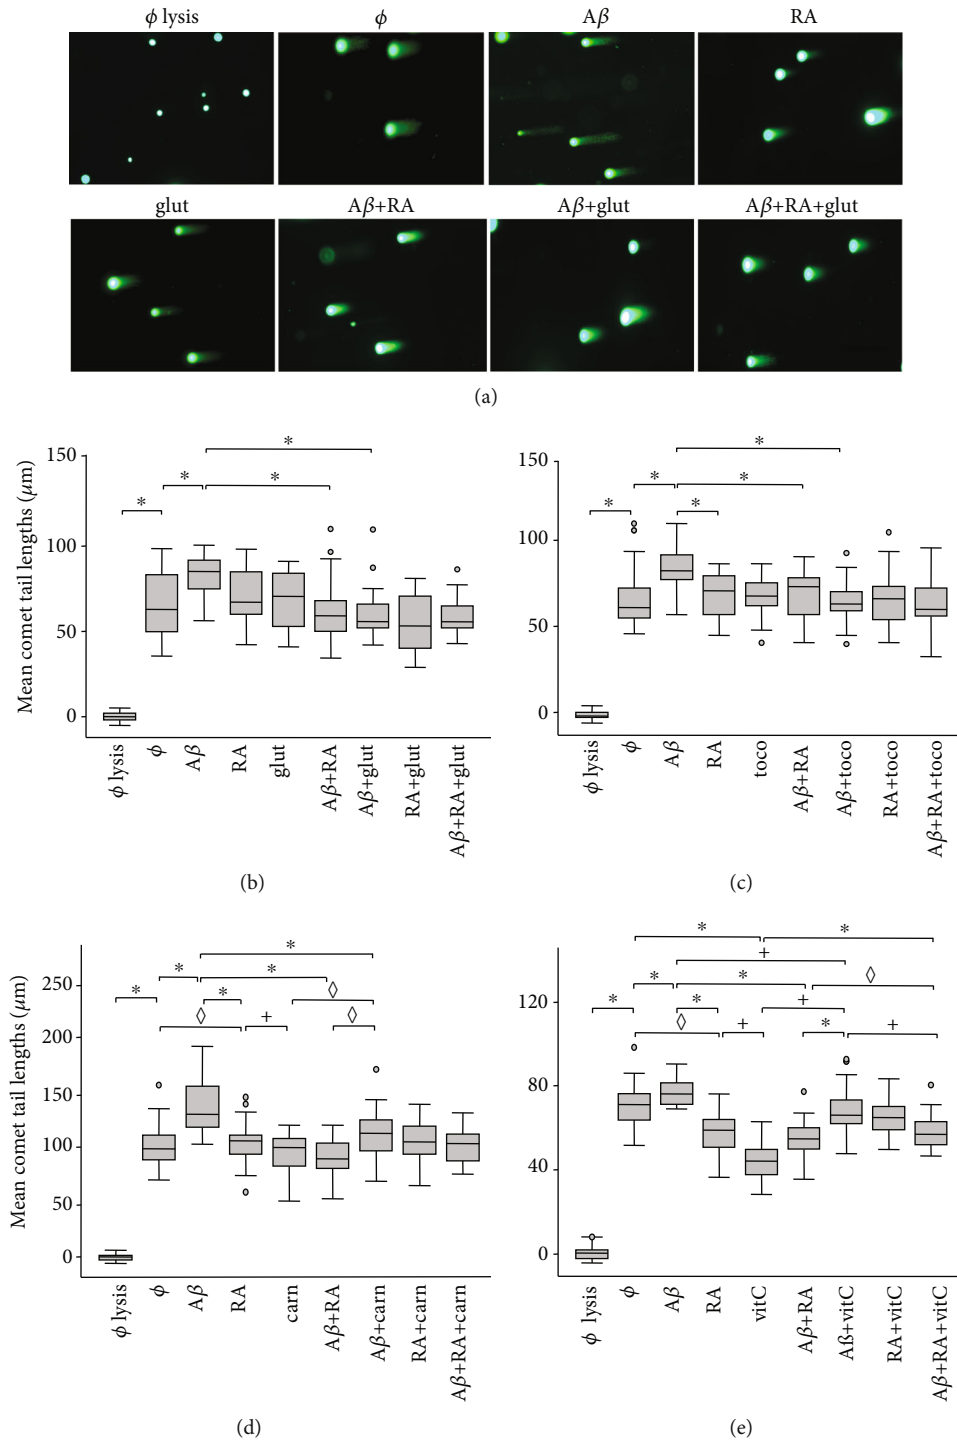 ϕ lysis ϕ Aβ RA
glut Aβ+RA Aβ+glut Aβ+RA+glut
(a)
Mean comet tail lengths (μm)
150
100
50
0
* * * *
ϕ lysis
ϕ
Aβ
RA
glut
Aβ+RA
Aβ+glut
RA+glut
Aβ+RA+glut
(b)
150
100
50
0
* * * * *
ϕ lysis
ϕ
Aβ
RA
toco
Aβ+RA
Aβ+toco
RA+toco
Aβ+RA+toco
(c)
Mean comet tail lengths (μm)
250
200
150
100
50
0
* * * * * ◊ ◊ ◊ +
ϕ lysis
ϕ
Aβ
RA
carn
Aβ+RA
Aβ+carn
RA+carn
Aβ+RA+carn
(d)
120
80
40
0
* * + * * * ◊ * + ◊ + * +
ϕ lysis
ϕ
Aβ
RA
vitC
Aβ+RA
Aß+vitC
RA+vitC
Aβ+RA+vitC
(e)